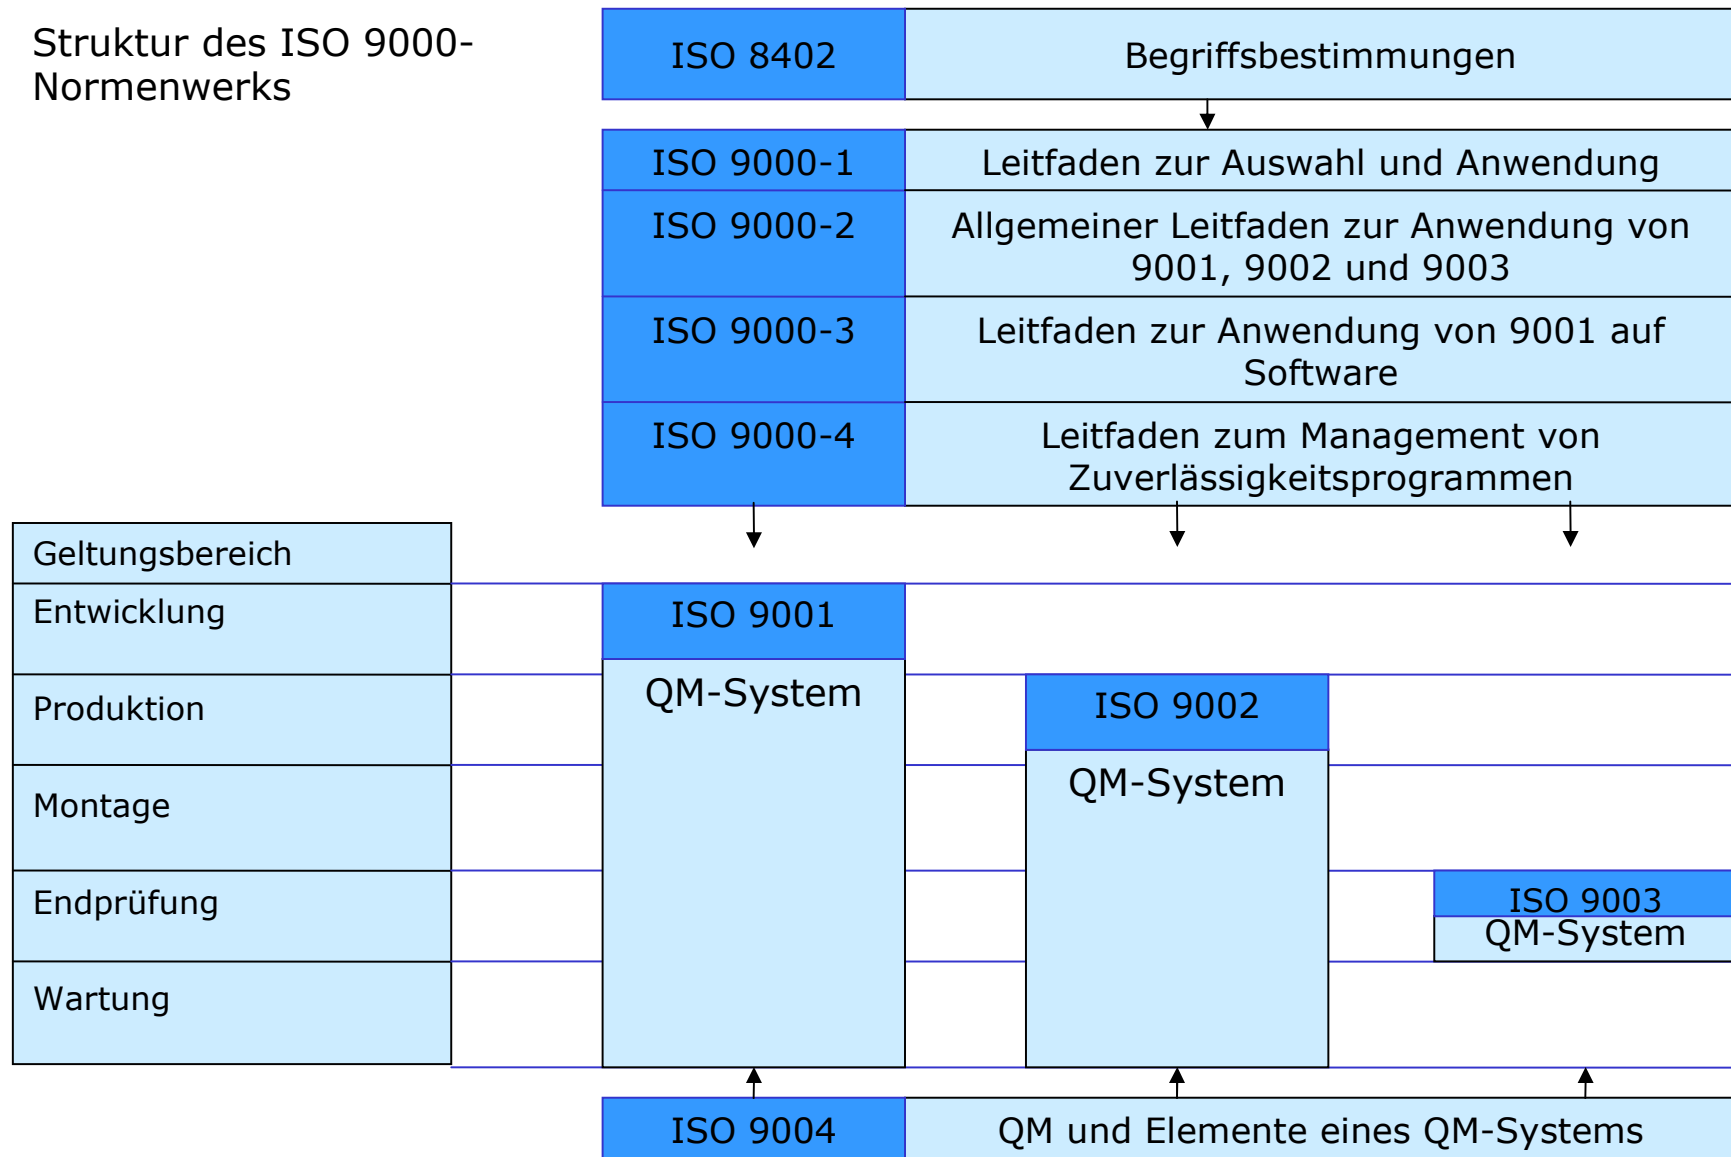 Struktur des ISO 9000-
Normenwerks
ISO 8402
Begriffsbestimmungen
ISO 9000-1
Leitfaden zur Auswahl und Anwendung
ISO 9000-2
Allgemeiner Leitfaden zur Anwendung von
9001, 9002 und 9003
ISO 9000-3
Leitfaden zur Anwendung von 9001 auf
Software
ISO 9000-4
Leitfaden zum Management von
Zuverlässigkeitsprogrammen
Geltungsbereich
Entwicklung
Produktion
Montage
Endprüfung
Wartung
ISO 9001
QM-System
ISO 9002
QM-System
ISO 9003
QM-System
ISO 9004
QM und Elemente eines QM-Systems